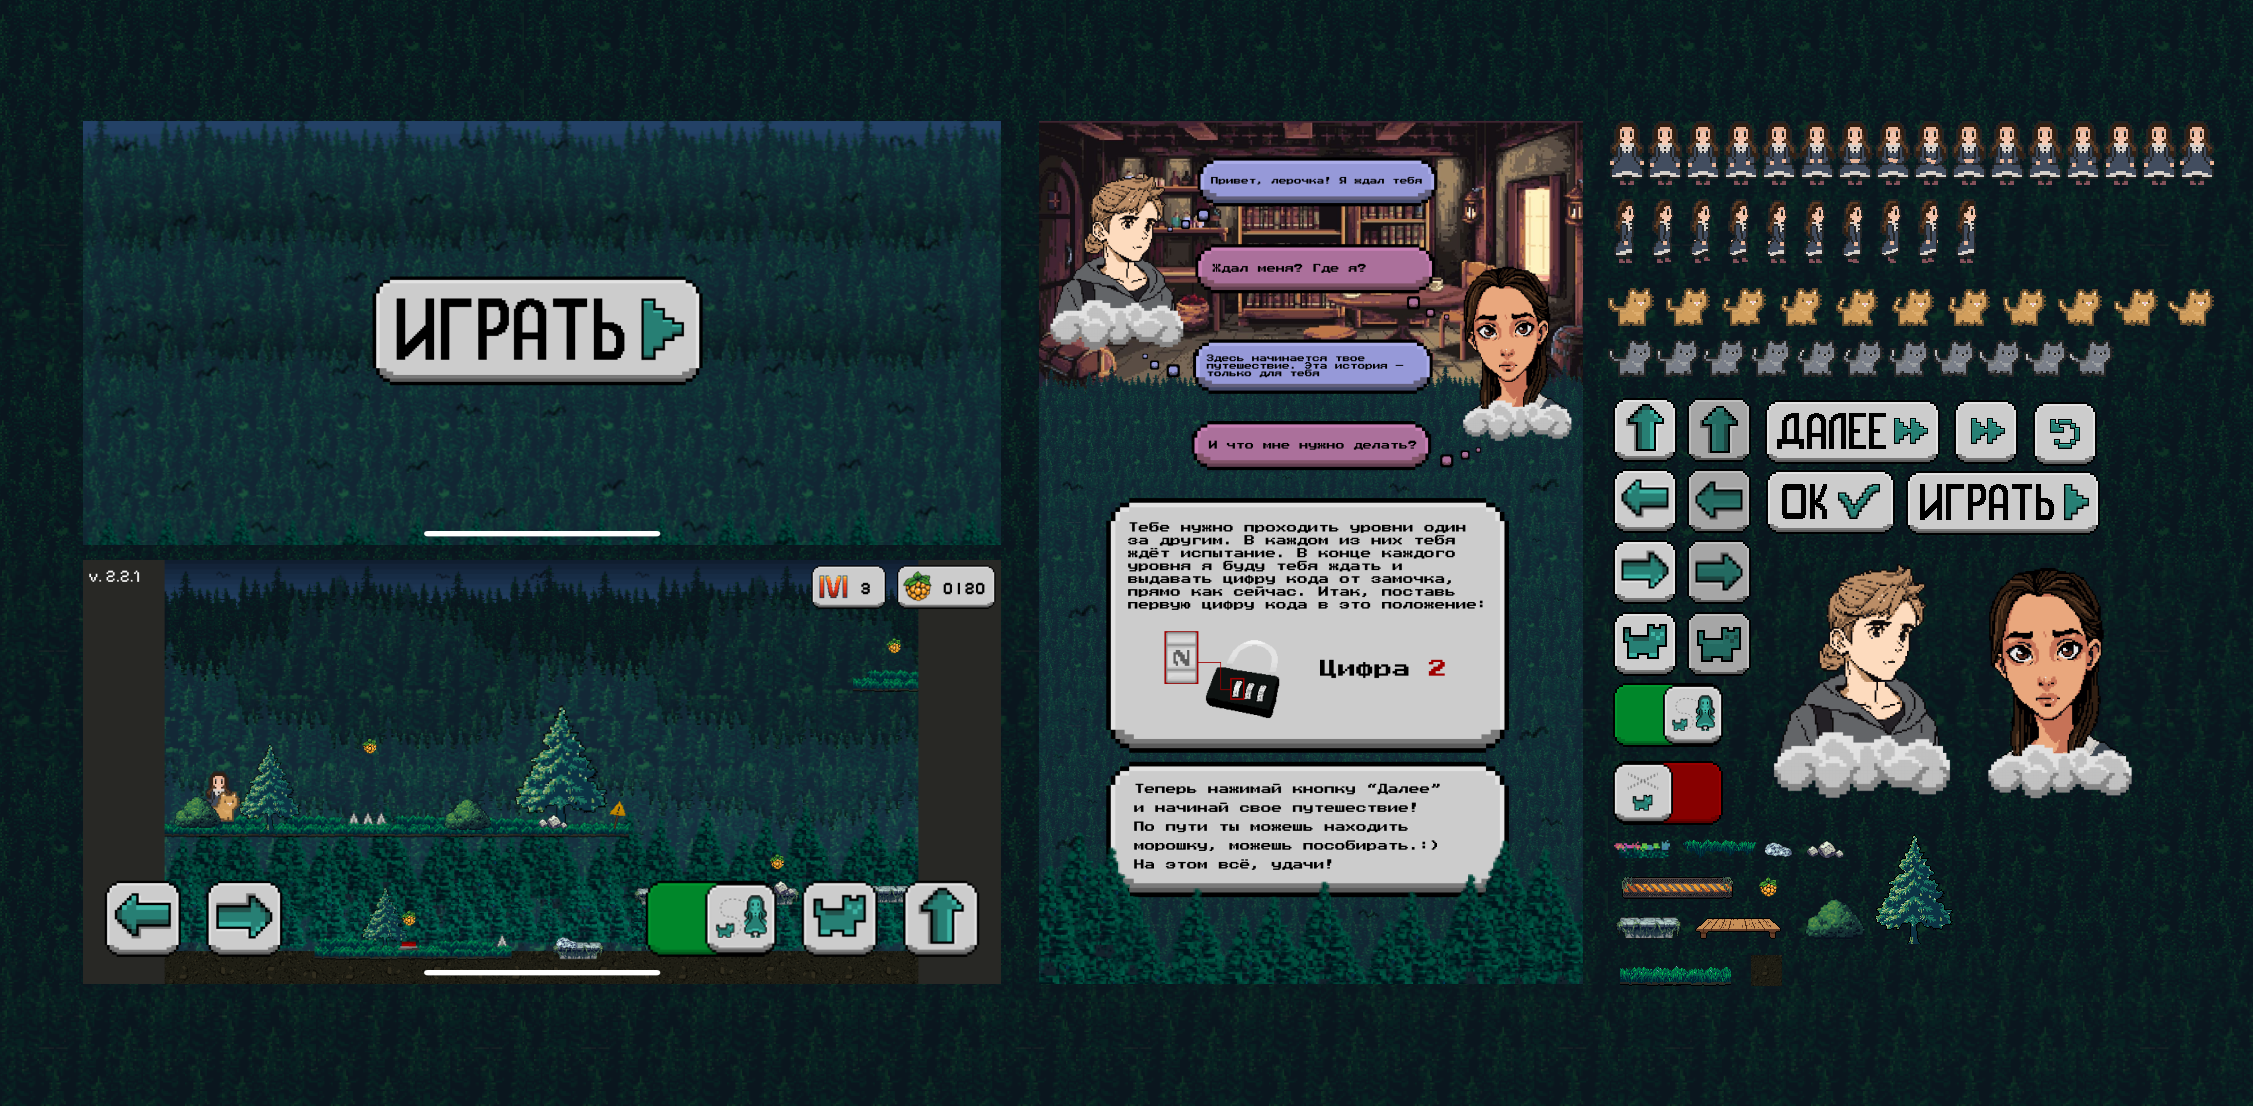 ИГРАТЬ
v. 2.2.1
LVL 3
0120
Привет, лерочка! Я ждал тебя
Ждал меня? Где я?
Здесь начинается твое
путешествие. Эта история –
только для тебя
И что мне нужно делать?
Тебе нужно проходить уровни один
за другим. В каждом из них тебя
ждёт испытание. В конце каждого
уровня я буду тебя ждать и
выдавать цифру кода от замочка,
прямо как сейчас. Итак, поставь
первую цифру кода в это положение:
2
Цифра 2
Теперь нажимай кнопку “Далее”
и начинай свое путешествие!
По пути ты можешь находить
морошку, можешь пособирать.:)
На этом всё, удачи!
ДАЛЕЕ
ОК
ИГРАТЬ